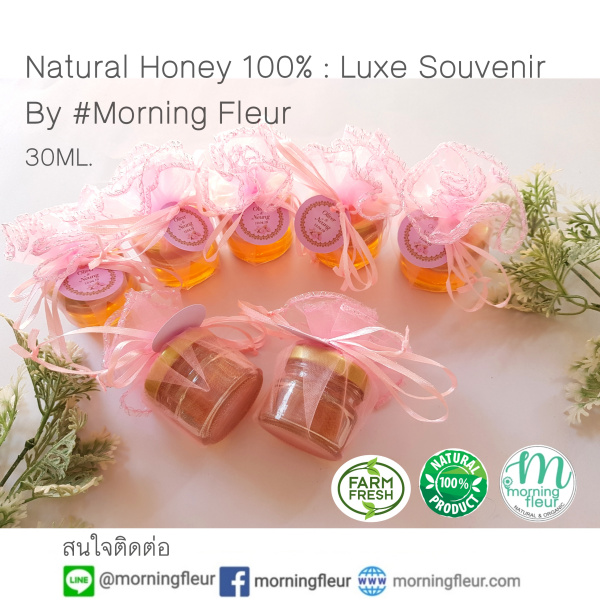 Natural Honey 100% : Luxe Souvenir
By #Morning Fleur
30ML.
FARM
FRESH
NATURAL
100%
PRODUCT
m
morning
fleur
NATURAL & ORGANIC
สนใจติดต่อ
LINE @morningfleur f morningfleur www morningfleur.com